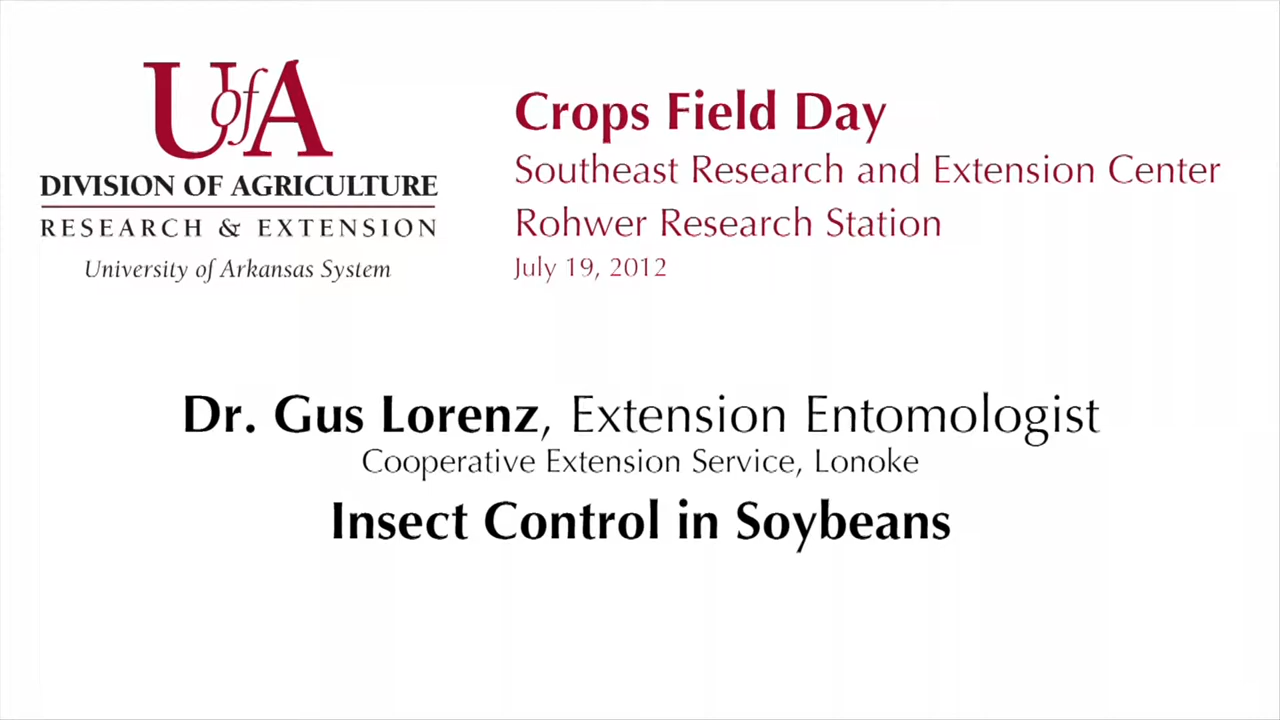 UofA
DIVISION OF AGRICULTURE
RESEARCH & EXTENSION
University of Arkansas System
Crops Field Day
Southeast Research and Extension Center
Rohwer Research Station
July 19, 2012
Dr. Gus Lorenz, Extension Entomologist
Cooperative Extension Service, Lonoke
Insect Control in Soybeans